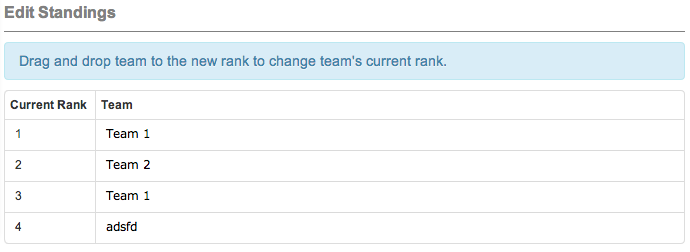 Edit Standings
Drag and drop team to the new rank to change team's current rank.
Current Rank Team
1 Team 1
2 Team 2
3 Team 1
4 adsfd